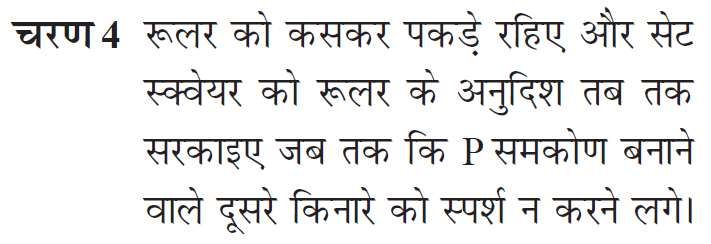 चरण 4 रूलर को कसकर पकड़े रहिए और सेट
स्क्वेयर को रूलर के अनुदिश तब तक
सरकाइए जब तक कि P समकोण बनाने
वाले दूसरे किनारे को स्पर्श न करने लगे।